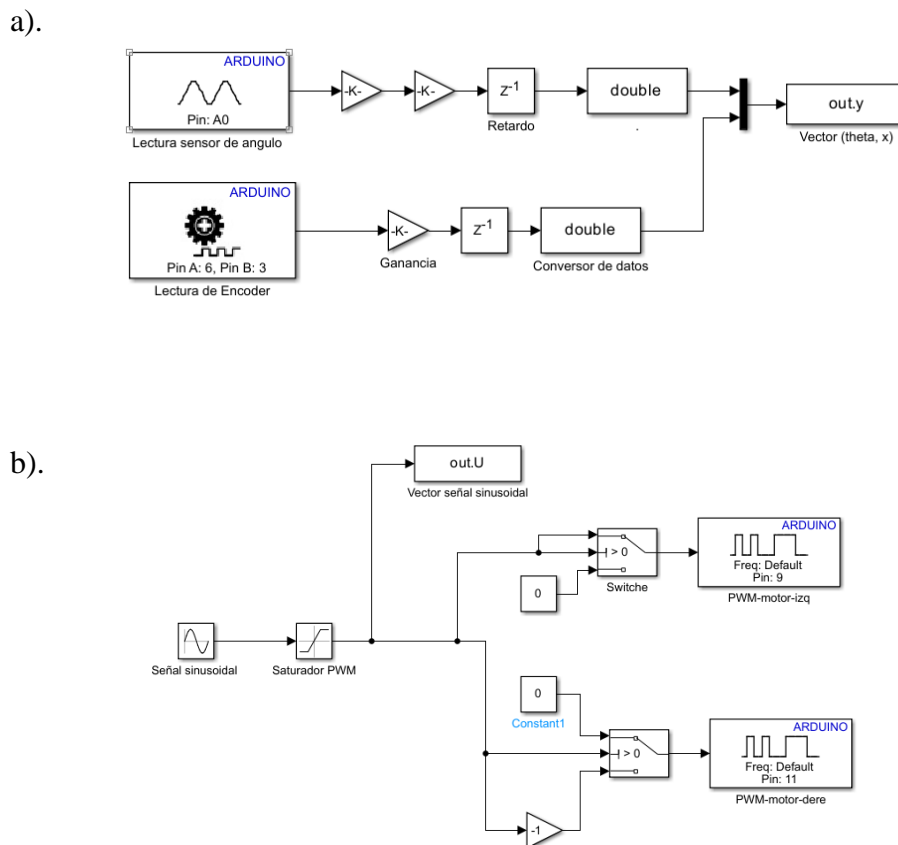 a).
ARDUINO
Pin: A0
Lectura sensor de angulo
-K-
-K-
z-1
Retardo
double
.
out.y
Vector (theta, x)
ARDUINO
Pin A: 6, Pin B: 3
Lectura de Encoder
-K-
Ganancia
z-1
double
Conversor de datos
b).
out.U
Vector señal sinusoidal
> 0
Switche
0
ARDUINO
Freq: Default
Pin: 9
PWM-motor-izq
Señal sinusoidal
Saturador PWM
0
Constant1
> 0
-1
ARDUINO
Freq: Default
Pin: 11
PWM-motor-dere